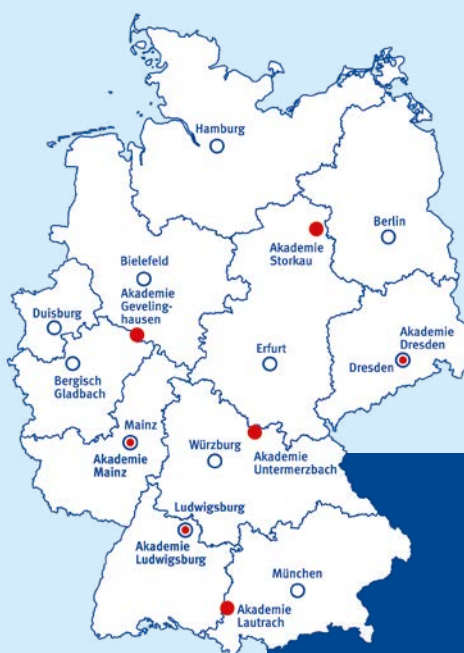 Hamburg
Berlin
Akademie
Storkau
Bielefeld
Akademie
Geveling-
hausen
Duisburg
Bergisch
Gladbach
Erfurt
Akademie
Dresden
Dresden
Mainz
Akademie
Mainz
Würzburg
Akademie
Untermerzbach
Ludwigsburg
Akademie
Ludwigsburg
München
Akademie
Lautrach